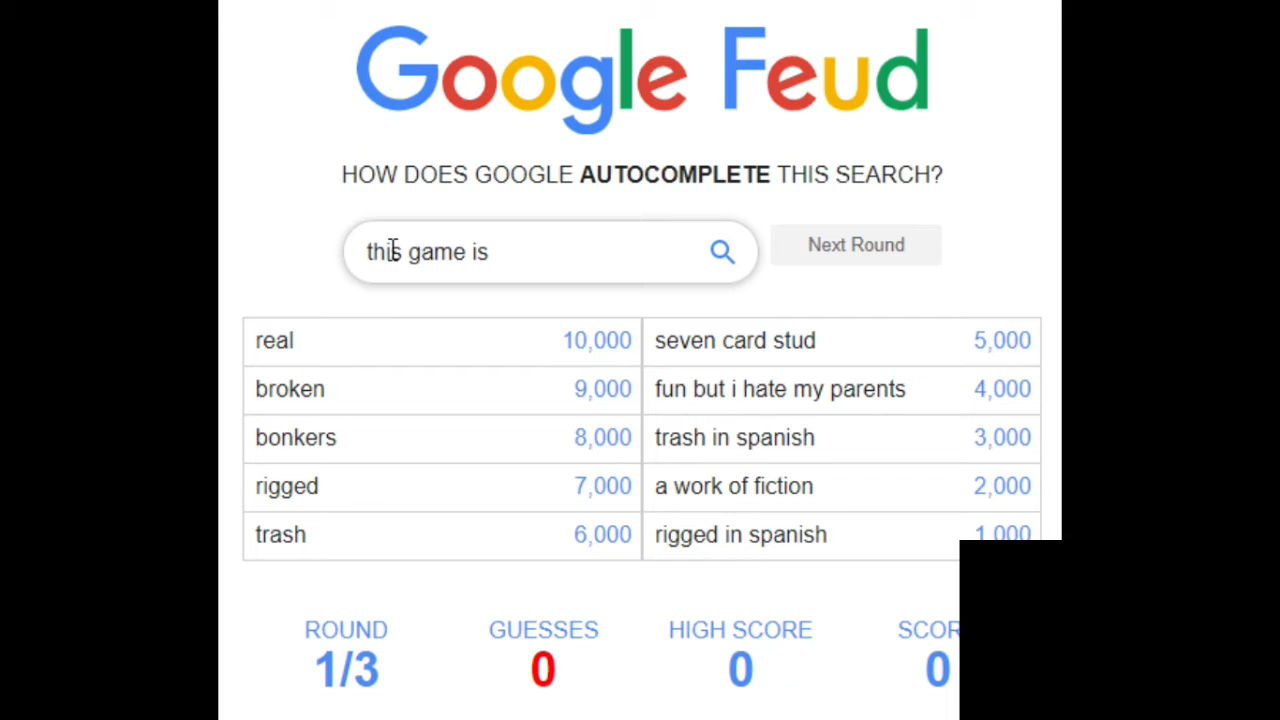 Google Feud
HOW DOES GOOGLE AUTOCOMPLETE THIS SEARCH?
this game is
Next Round
real 10,000 seven card stud 5,000
broken 9,000 fun but i hate my parents 4,000
bonkers 8,000 trash in spanish 3,000
rigged 7,000 a work of fiction 2,000
trash 6,000 rigged in spanish 1,000
ROUND GUESSES HIGH SCORE SCOR
1/3 0 0 0